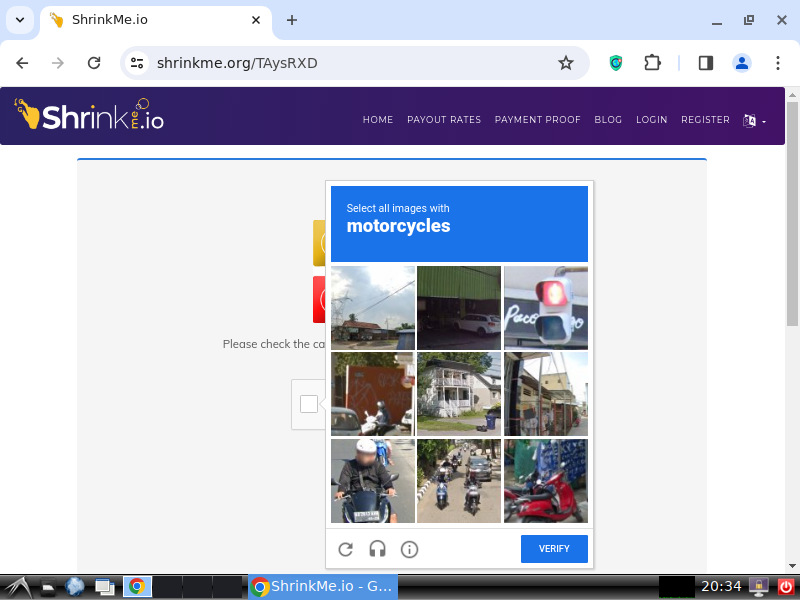 ShrinkMe.io
shrinkme.org/TAysRXD
Shrinkme.io
HOME
PAYOUT RATES
PAYMENT PROOF
BLOG
LOGIN
REGISTER
Select all images with
motorcycles
Please check the ca
VERIFY
ShrinkMe.io - G...
20:34